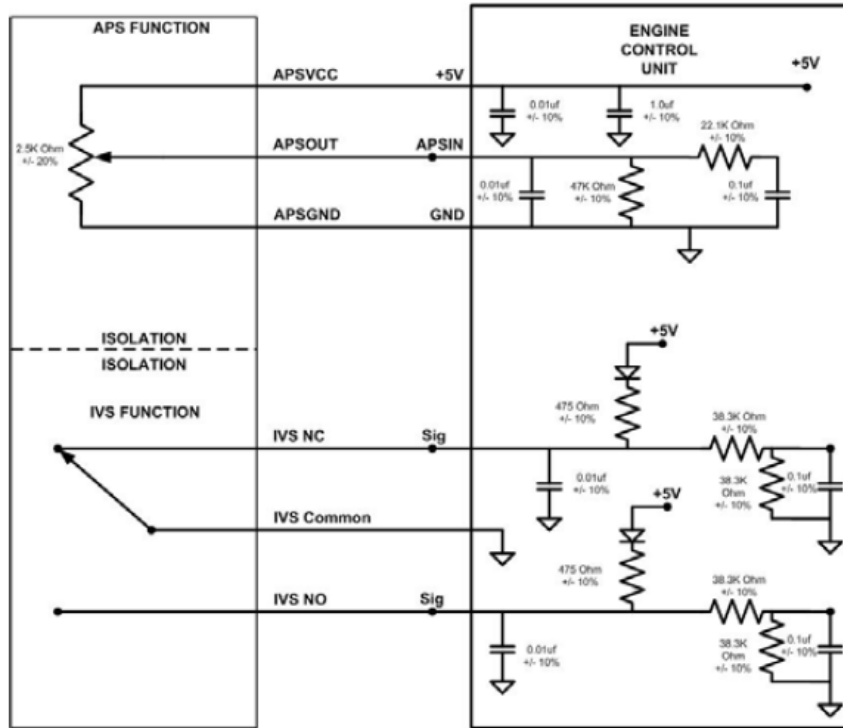 APS FUNCTION
ENGINE
CONTROL
UNIT
APSVCC
+5V
+5V
0.01uf
+/- 10%
1.0uf
+/- 10%
22.1K Ohm
+/- 10%
2.5K Ohm
+/- 20%
APSOUT
APSIN
0.01uf
+/- 10%
47K Ohm
+/- 10%
0.1uf
+/- 10%
APSGND
GND
ISOLATION
ISOLATION
+5V
IVS FUNCTION
475 Ohm
+/- 10%
38.3K Ohm
+/- 10%
IVS NC
Sig
0.01uf
+/- 10%
38.3K
Ohm
+/- 10%
0.1uf
+/- 10%
+5V
IVS Common
475 Ohm
+/- 10%
38.3K Ohm
+/- 10%
IVS NO
Sig
0.01uf
+/- 10%
38.3K
Ohm
+/- 10%
0.1uf
+/- 10%